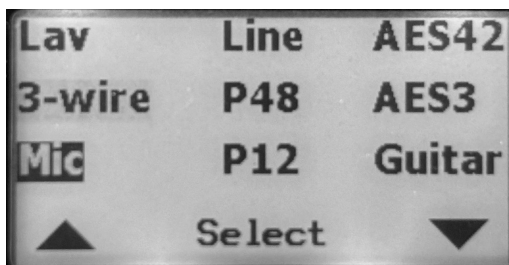 Lav Line AES42
3-wire P48 AES3
Mic P12 Guitar
Select